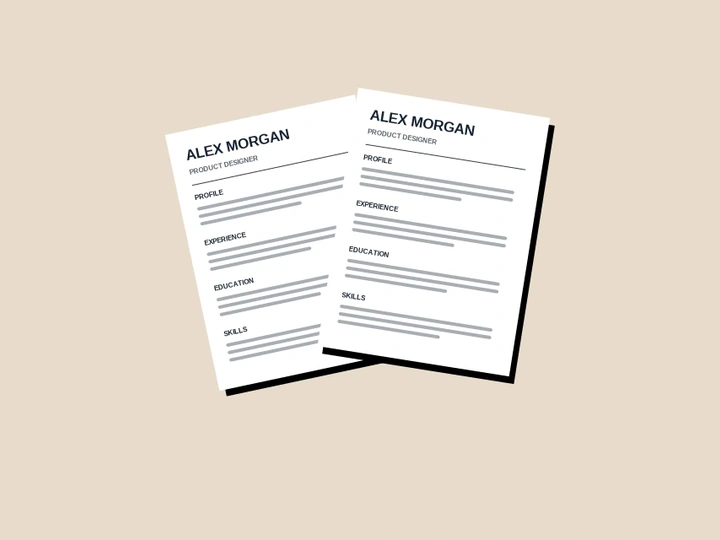 ALEX MORGAN
PRODUCT DESIGNER
PROFILE
EXPERIENCE
EDUCATION
SKILLS
ALEX MORGAN
PRODUCT DESIGNER
PROFILE
EXPERIENCE
EDUCATION
SKILLS